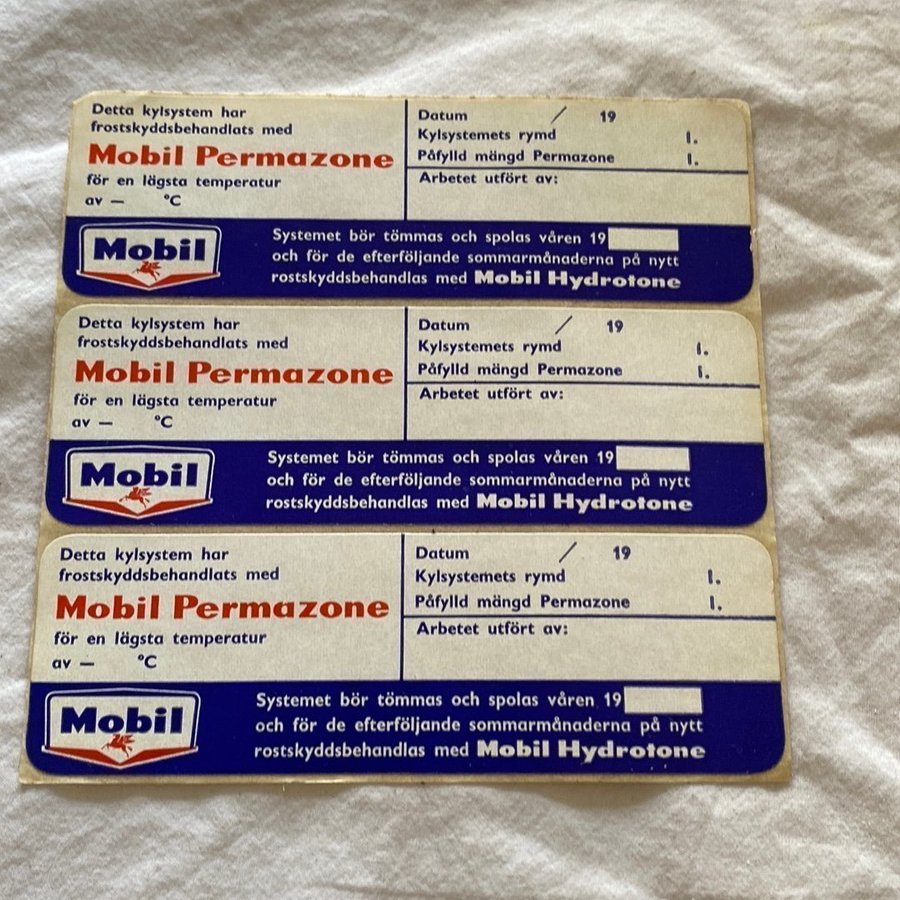 Detta kylsystem har
frostskyddsbehandlats med
Mobil Permazone
för en lägsta temperatur
av — °C
Datum / 19
Kylsystemets rymd l.
Påfylld mängd Permazone l.
Arbetet utfört av:
Mobil
Systemet bör tömmas och spolas våren 19
och för de efterföljande sommarmånaderna på nytt
rostskyddsbehandlas med Mobil Hydrotone
Detta kylsystem har
frostskyddsbehandlats med
Mobil Permazone
för en lägsta temperatur
av — °C
Datum / 19
Kylsystemets rymd l.
Påfylld mängd Permazone l.
Arbetet utfört av:
Mobil
Systemet bör tömmas och spolas våren 19
och för de efterföljande sommarmånaderna på nytt
rostskyddsbehandlas med Mobil Hydrotone
Detta kylsystem har
frostskyddsbehandlats med
Mobil Permazone
för en lägsta temperatur
av — °C
Datum / 19
Kylsystemets rymd l.
Påfylld mängd Permazone l.
Arbetet utfört av:
Mobil
Systemet bör tömmas och spolas våren 19
och för de efterföljande sommarmånaderna på nytt
rostskyddsbehandlas med Mobil Hydrotone